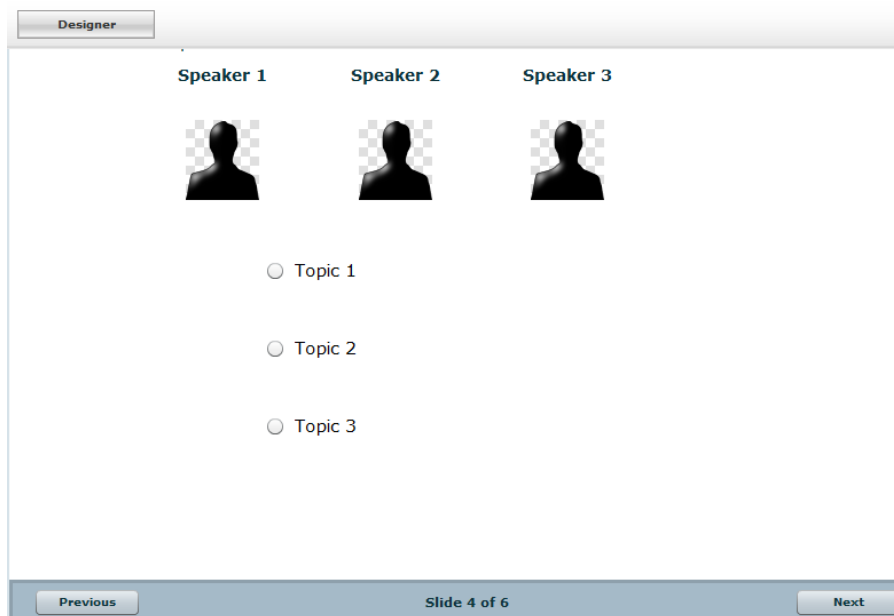 Designer
Speaker 1 Speaker 2 Speaker 3
Topic 1
Topic 2
Topic 3
Previous Slide 4 of 6 Next